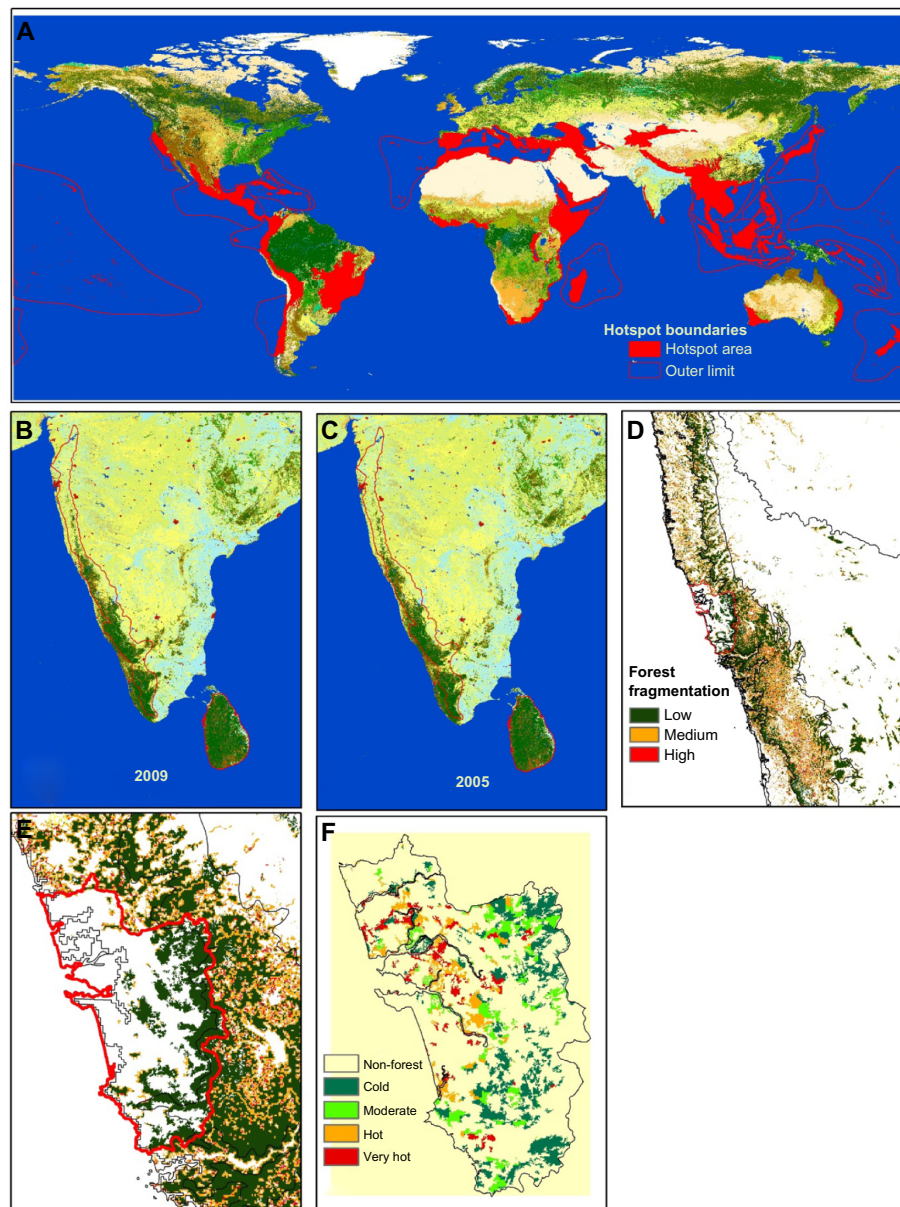 A
Hotspot boundaries
Hotspot area
Outer limit
B
2009
C
2005
D
Forest
fragmentation
Low
Medium
High
E
F
Non-forest
Cold
Moderate
Hot
Very hot